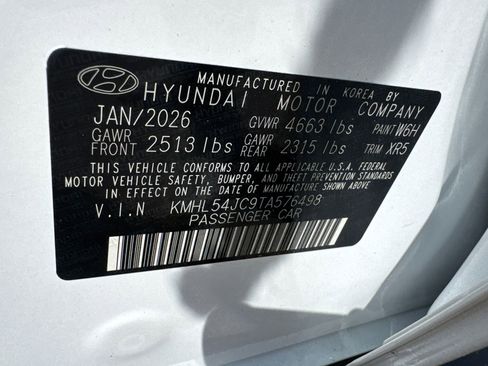 MANUFACTURED IN KOREA BY
HYUNDAI MOTOR COMPANY
JAN/2026 GVWR 4663 lbs PAINT W6H
GAWR FRONT 2513 lbs GAWR REAR 2315 lbs TRIM XR5
THIS VEHICLE CONFORMS TO ALL APPLICABLE U.S.A. FEDERAL
MOTOR VEHICLE SAFETY, BUMPER, AND THEFT PREVENTION STANDARDS
IN EFFECT ON THE DATE OF MANUFACTURE SHOWN ABOVE.
V.I.N KMHL54JC9TA576498
PASSENGER CAR